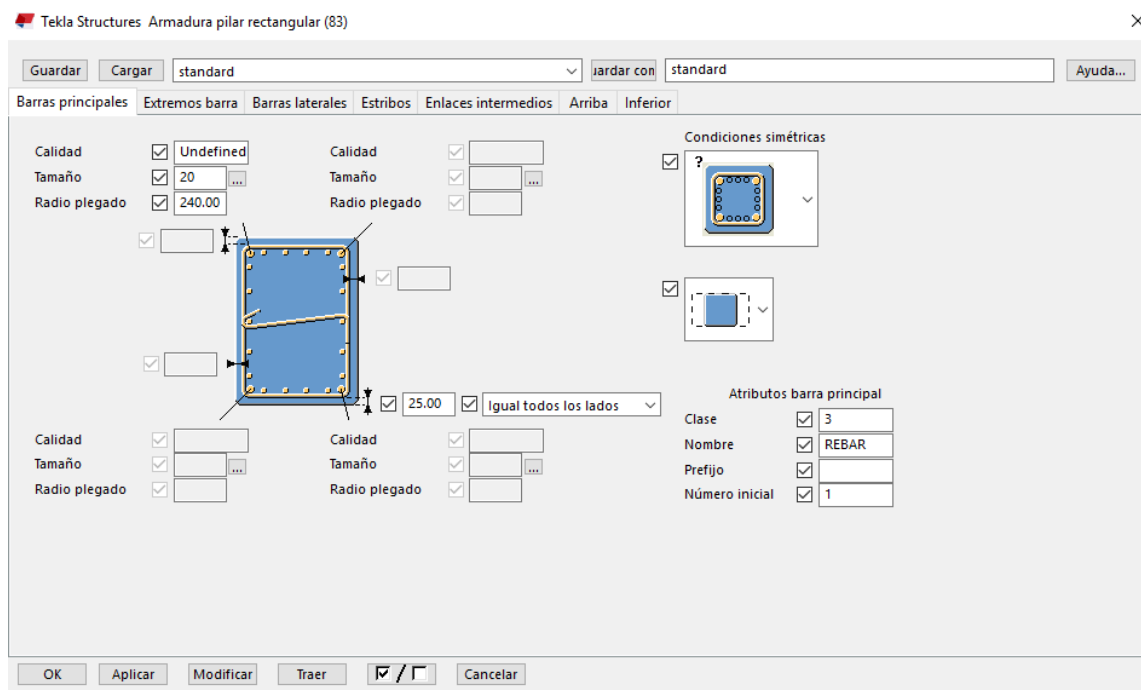 Tekla Structures Armadura pilar rectangular (83)
Guardar Cargar standard ıardar con standard Ayuda...
Barras principales Extremos barra Barras laterales Estribos Enlaces intermedios Arriba Inferior
Calidad Undefined Calidad
Tamaño 20 ... Tamaño ...
Radio plegado 240.00 Radio plegado
Condiciones simétricas
?
25.00 Igual todos los lados
Calidad Calidad
Tamaño ... Tamaño ...
Radio plegado Radio plegado
Atributos barra principal
Clase 3
Nombre REBAR
Prefijo
Número inicial 1
OK Aplicar Modificar Traer / Cancelar